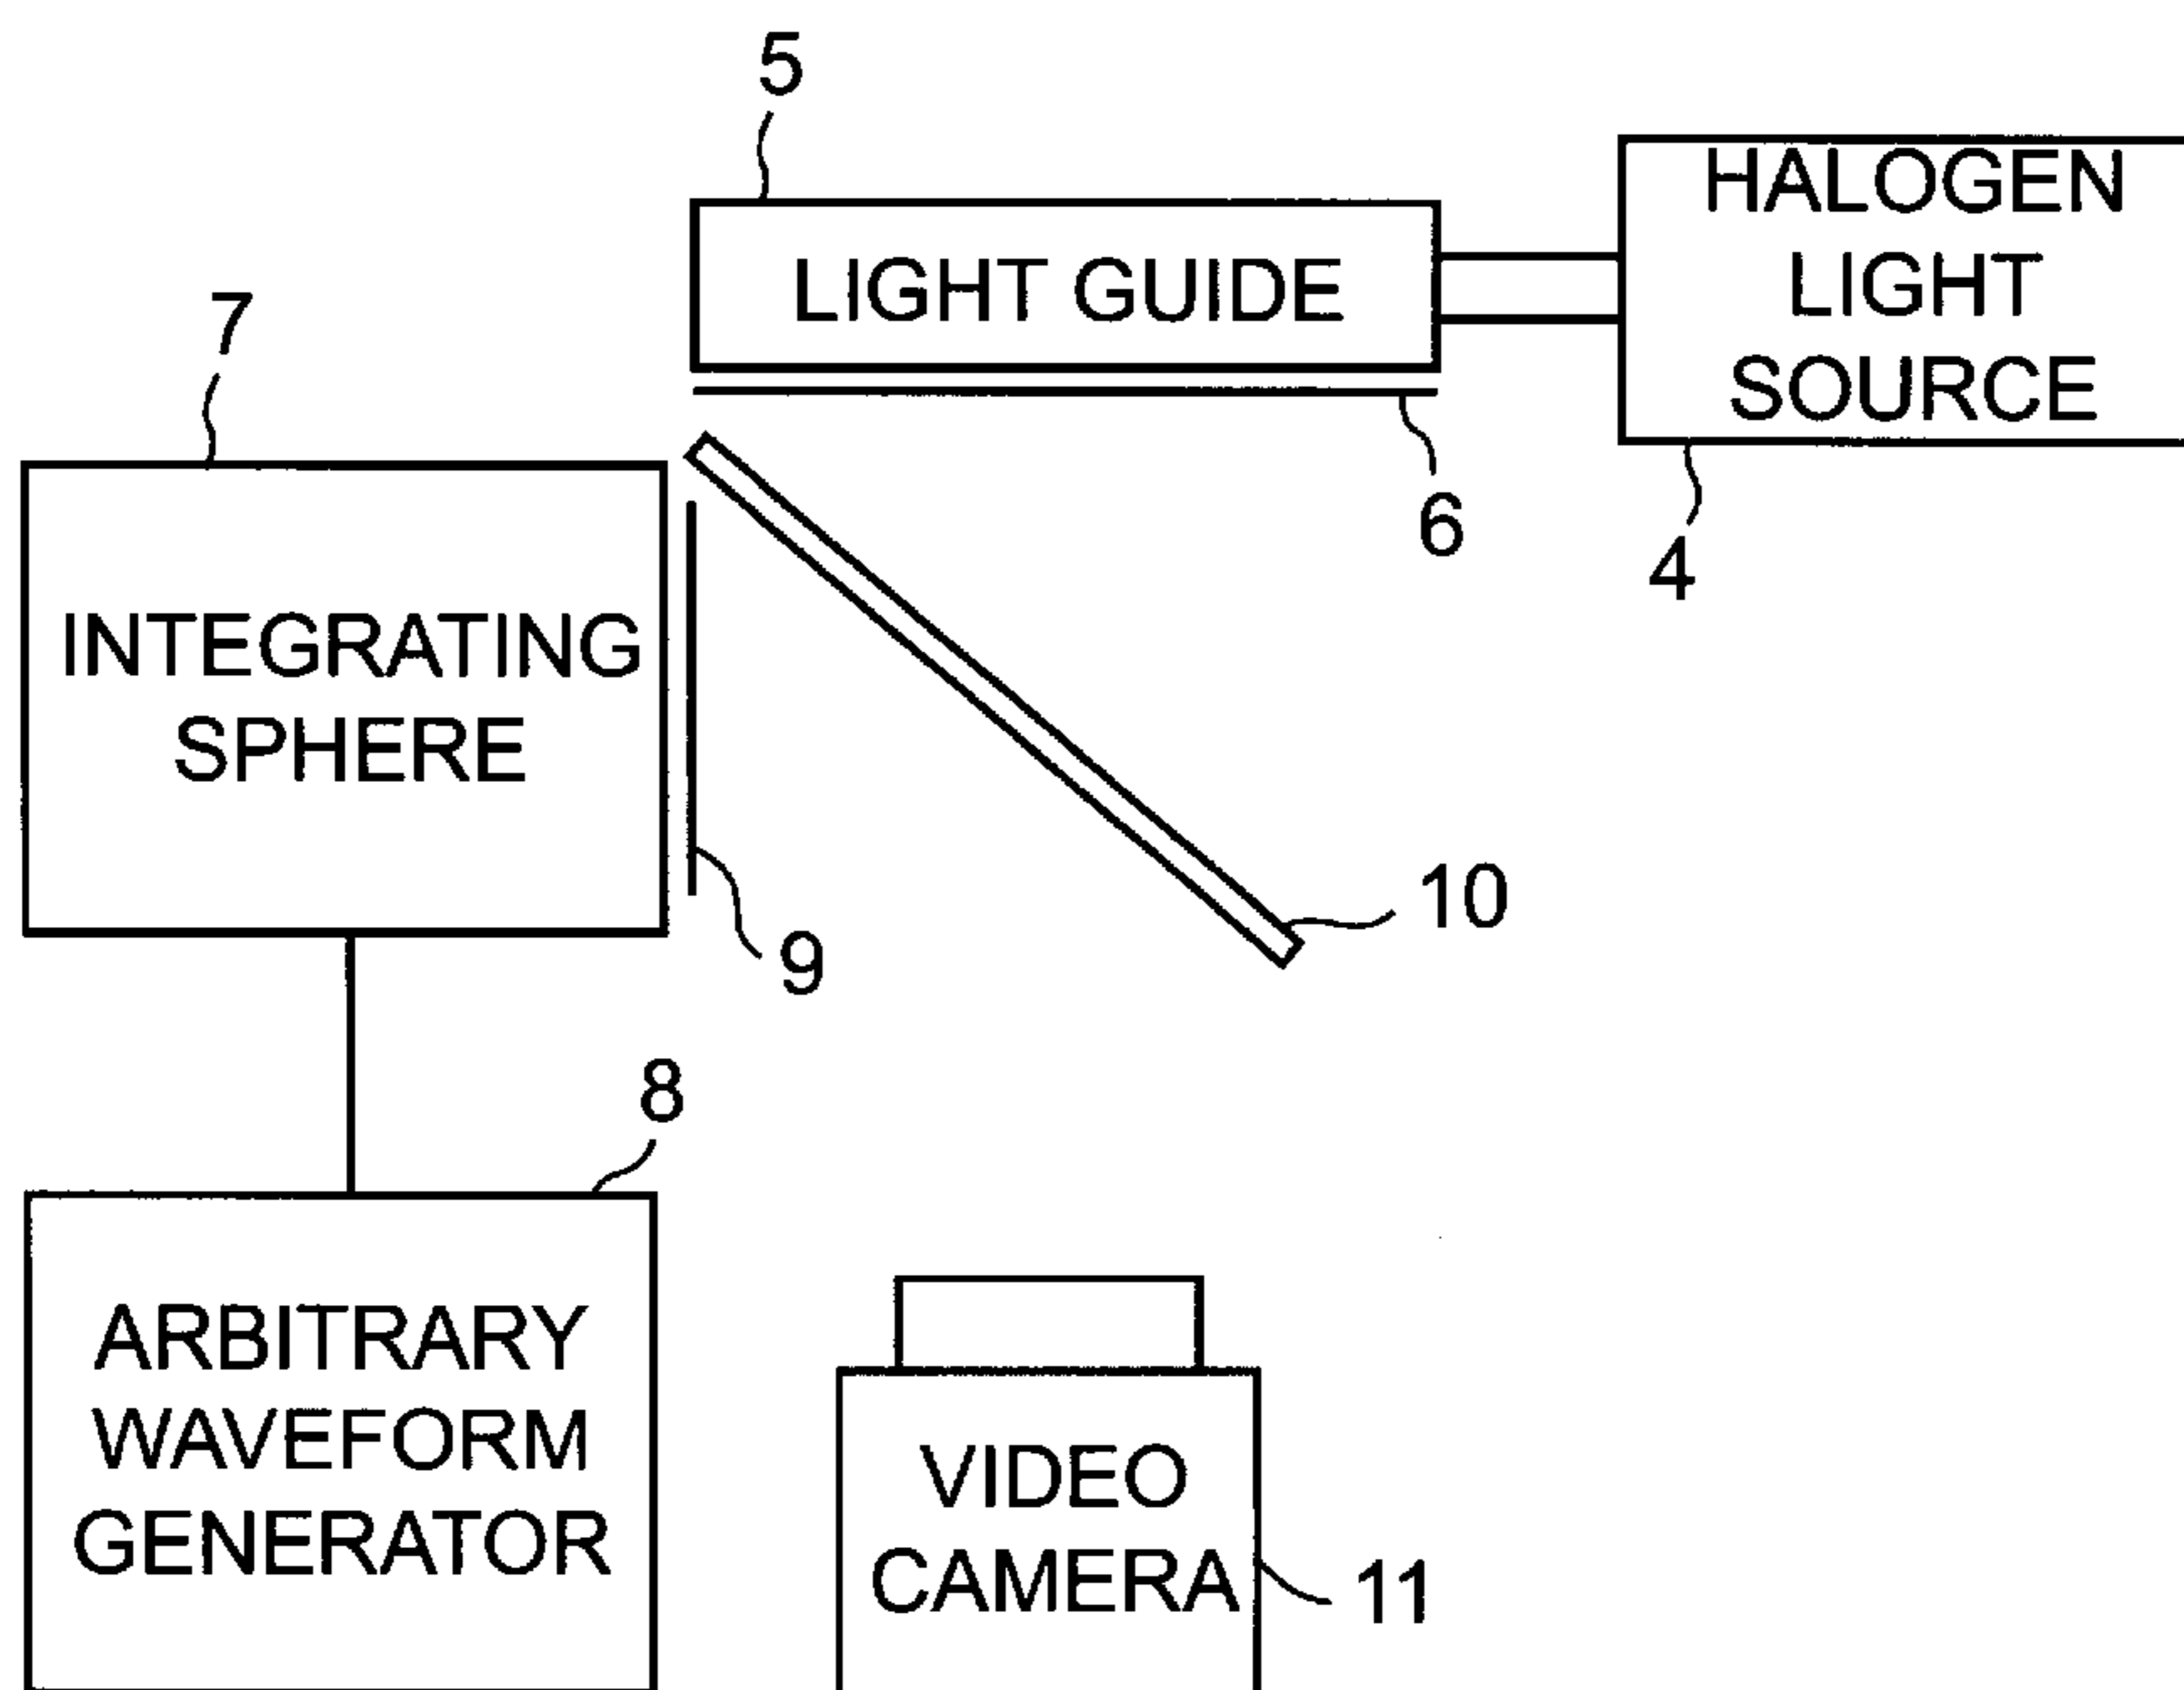 5
LIGHT GUIDE
HALOGEN
LIGHT
SOURCE
7
6
4
INTEGRATING
SPHERE
10
9
8
ARBITRARY
WAVEFORM
GENERATOR
VIDEO
CAMERA
11